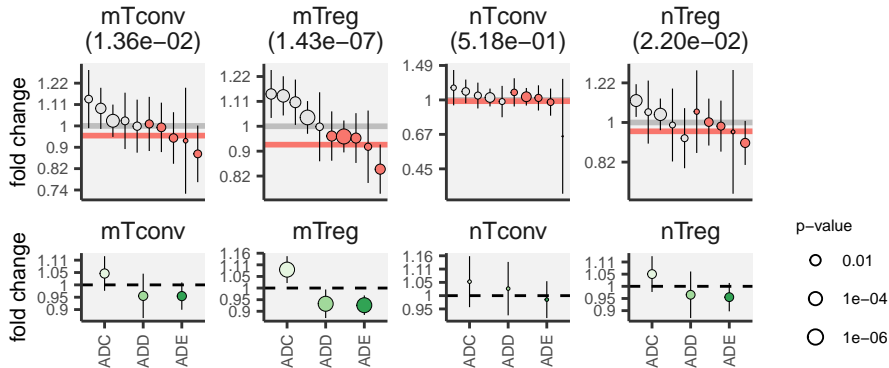 mTconv
(1.36e−02)
mTreg
(1.43e−07)
nTconv
(5.18e−01)
nTreg
(2.20e−02)
fold change
1.22
1.11
1
0.9
0.82
0.74
1.22
1.11
1
0.9
0.82
1.49
1
0.67
0.45
1.22
1
0.82
mTconv
mTreg
nTconv
nTreg
fold change
1.11
1.05
1
0.95
0.9
1.16
1.11
1.05
1
0.95
0.9
1.16
1.11
1.05
1
0.95
1.11
1.05
1
0.95
0.9
ADC
ADD
ADE
ADC
ADD
ADE
ADC
ADD
ADE
ADC
ADD
ADE
p−value
0.01
1e−04
1e−06